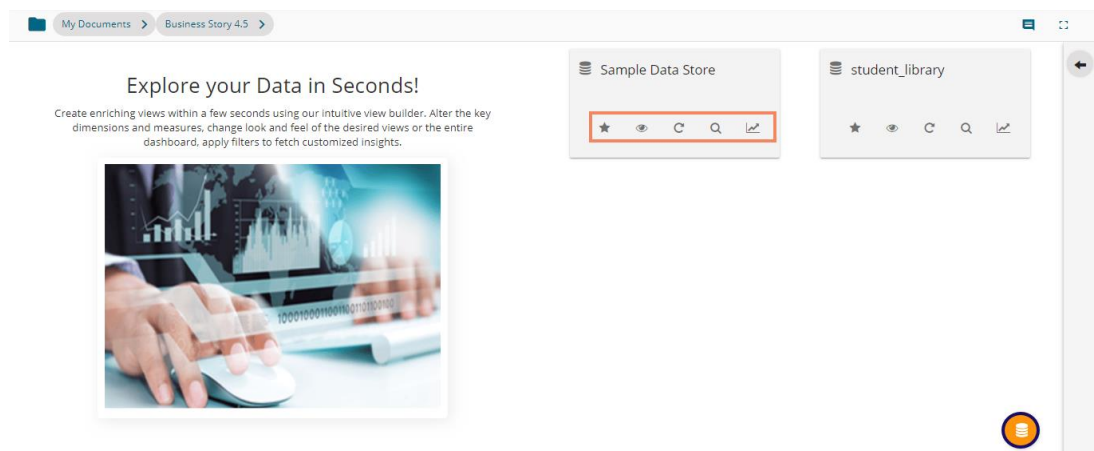 My Documents
Business Story 4.5
Explore your Data in Seconds!
Create enriching views within a few seconds using our intuitive view builder. Alter the key
dimensions and measures, change look and feel of the desired views or the entire
dashboard, apply filters to fetch customized insights.
Sample Data Store
student_library
1000100011001100110110100